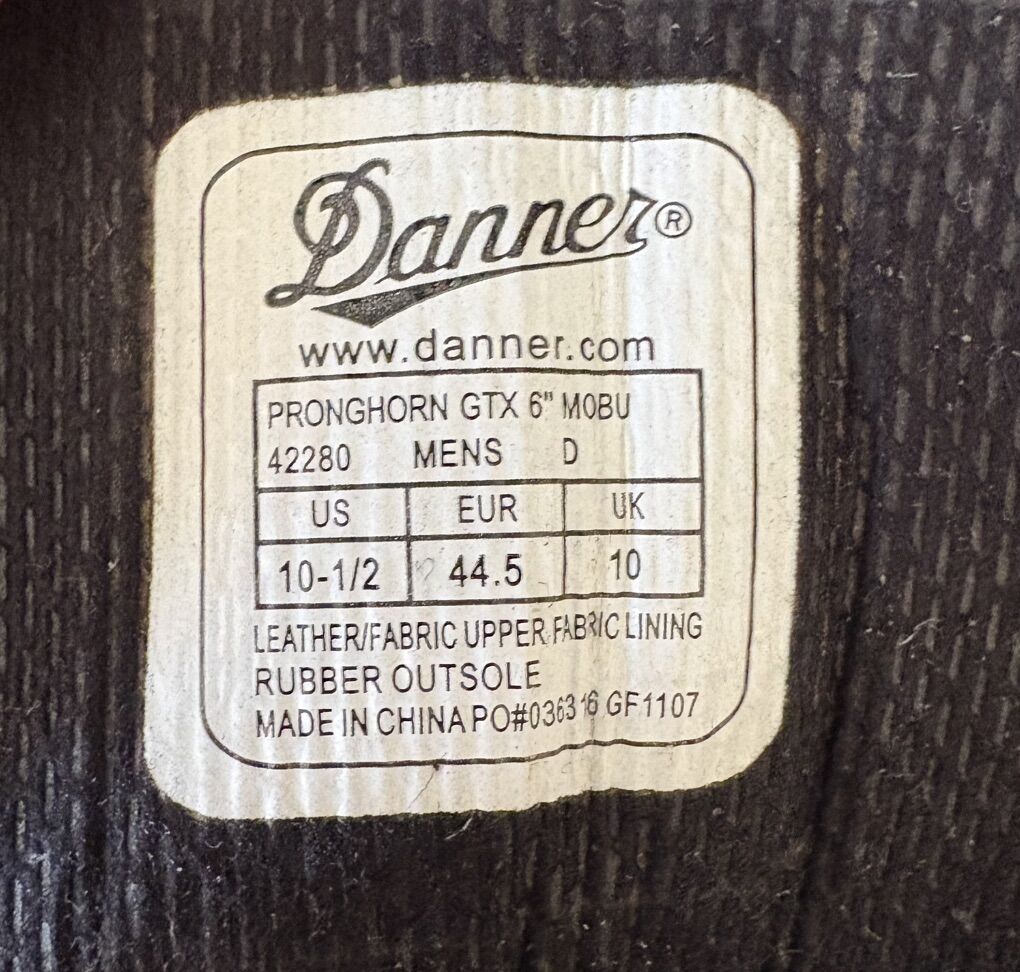 Danner®
www.danner.com
PRONGHORN GTX 6" MOBU
42280 MENS D
US EUR UK
10-1/2 44.5 10
LEATHER/FABRIC UPPER FABRIC LINING
RUBBER OUTSOLE
MADE IN CHINA PO#036316 GF1107